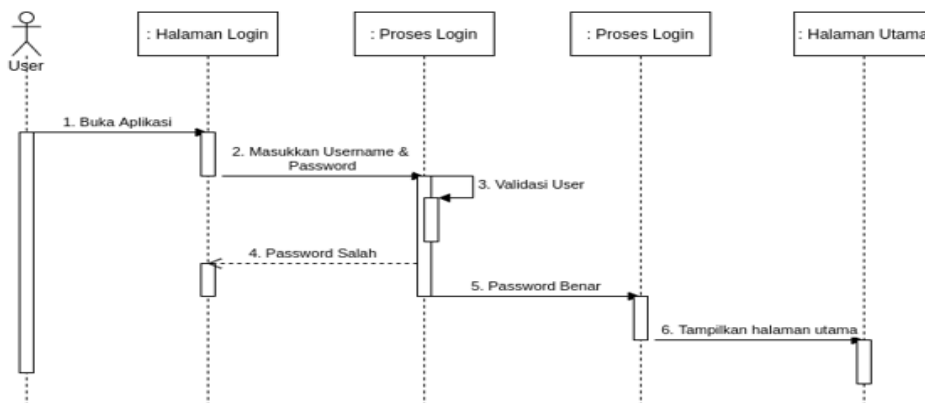 : Halaman Login
: Proses Login
: Proses Login
: Halaman Utama
User
1. Buka Aplikasi
2. Masukkan Username &
Password
3. Validasi User
4. Password Salah
5. Password Benar
6. Tampilkan halaman utama